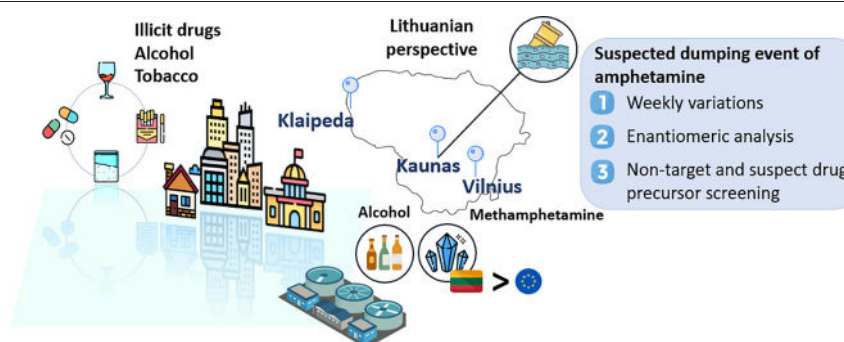 Illicit drugs
Alcohol
Tobacco
Lithuanian
perspective
Klaipeda
Kaunas
Vilnius
Alcohol
Methamphetamine
>
Suspected dumping event of
amphetamine
1 Weekly variations
2 Enantiomeric analysis
3 Non-target and suspect drug
precursor screening